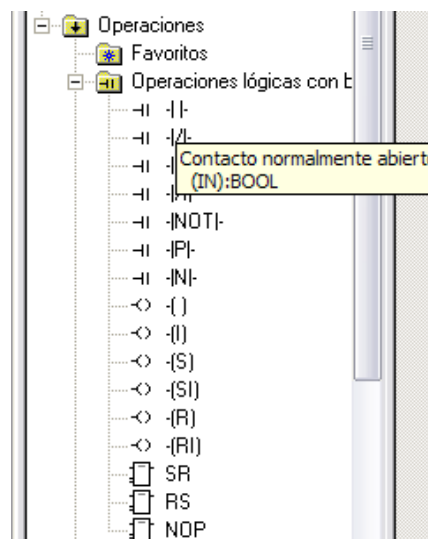 Operaciones
Favoritos
Operaciones lógicas con b
-| |-
-|/|-
Contacto normalmente abiert
(IN):BOOL
-|NOT|-
-|P|-
-|N|-
-( )
-(I)
-(S)
-(SI)
-(R)
-(RI)
SR
RS
NOP